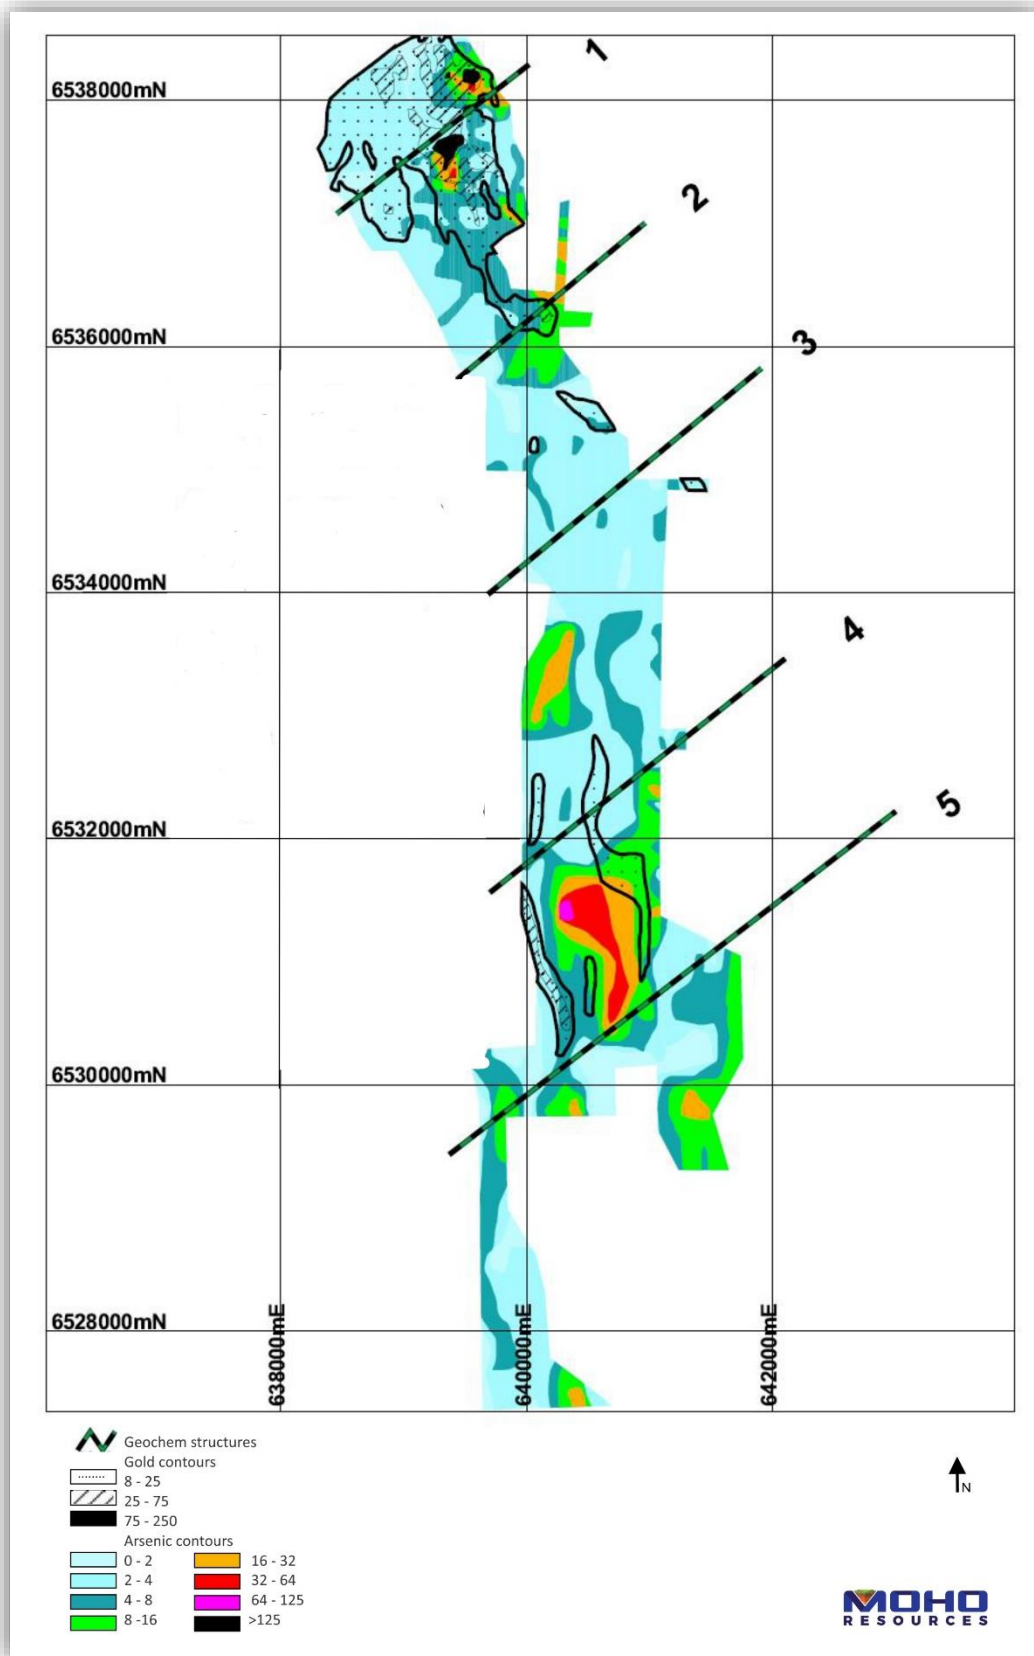 1
6538000mN
2
6536000mN
3
6534000mN
4
6532000mN
5
6530000mN
6528000mN
638000mE
640000mE
642000mE
Geochem structures
Gold contours
8 - 25
25 - 75
75 - 250
Arsenic contours
0 - 2
16 - 32
2 - 4
32 - 64
4 - 8
64 - 125
8 -16
>125
N
MOHO
RESOURCES